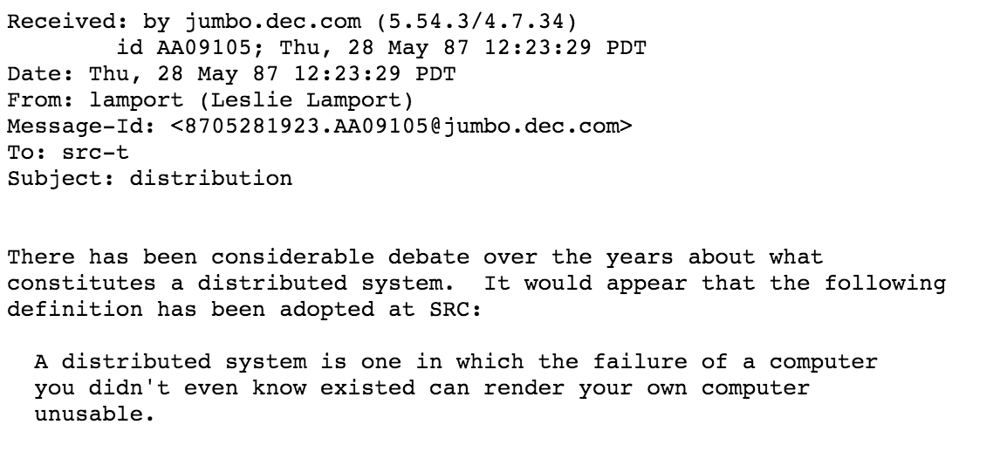 Received: by jumbo.dec.com (5.54.3/4.7.34)
        id AA09105; Thu, 28 May 87 12:23:29 PDT
Date: Thu, 28 May 87 12:23:29 PDT
From: lamport (Leslie Lamport)
Message-Id: <8705281923.AA09105@jumbo.dec.com>
To: src-t
Subject: distribution

There has been considerable debate over the years about what
constitutes a distributed system.  It would appear that the following
definition has been adopted at SRC:

  A distributed system is one in which the failure of a computer
  you didn't even know existed can render your own computer
  unusable.